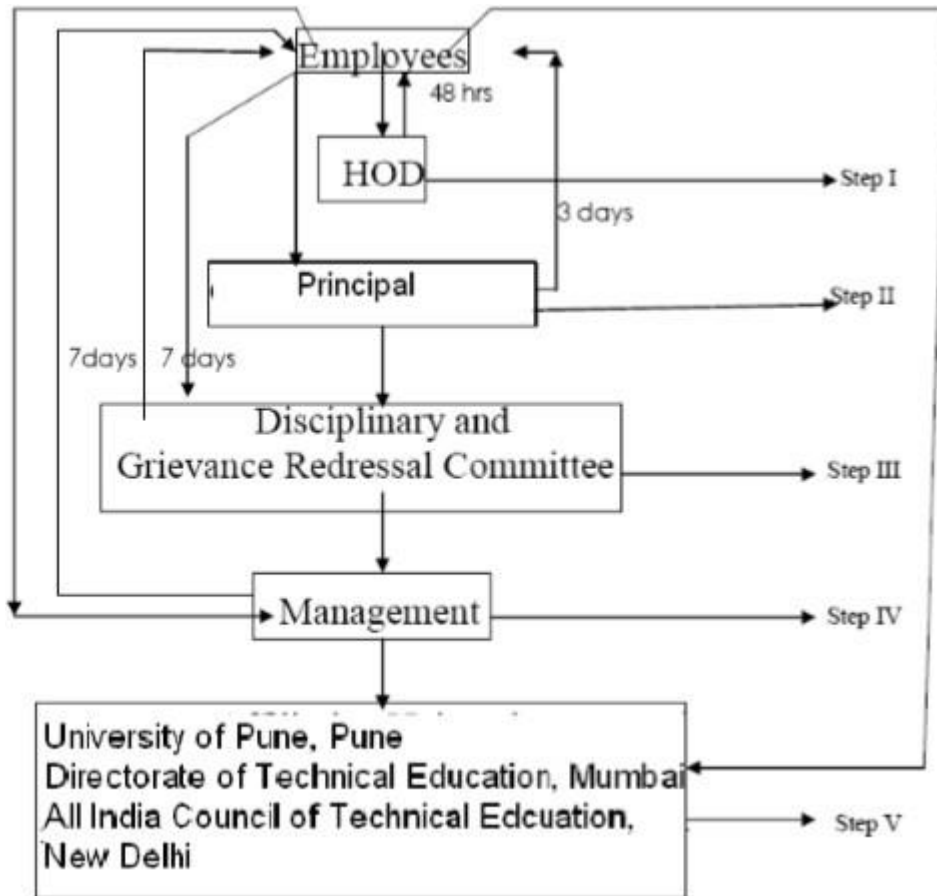 Employees
48 hrs
HOD
Step I
3 days
Principal
Step II
7days
7 days
Disciplinary and
Grievance Redressal Committee
Step III
Management
Step IV
University of Pune, Pune
Directorate of Technical Education, Mumbai
All India Council of Technical Edcuation,
New Delhi
Step V